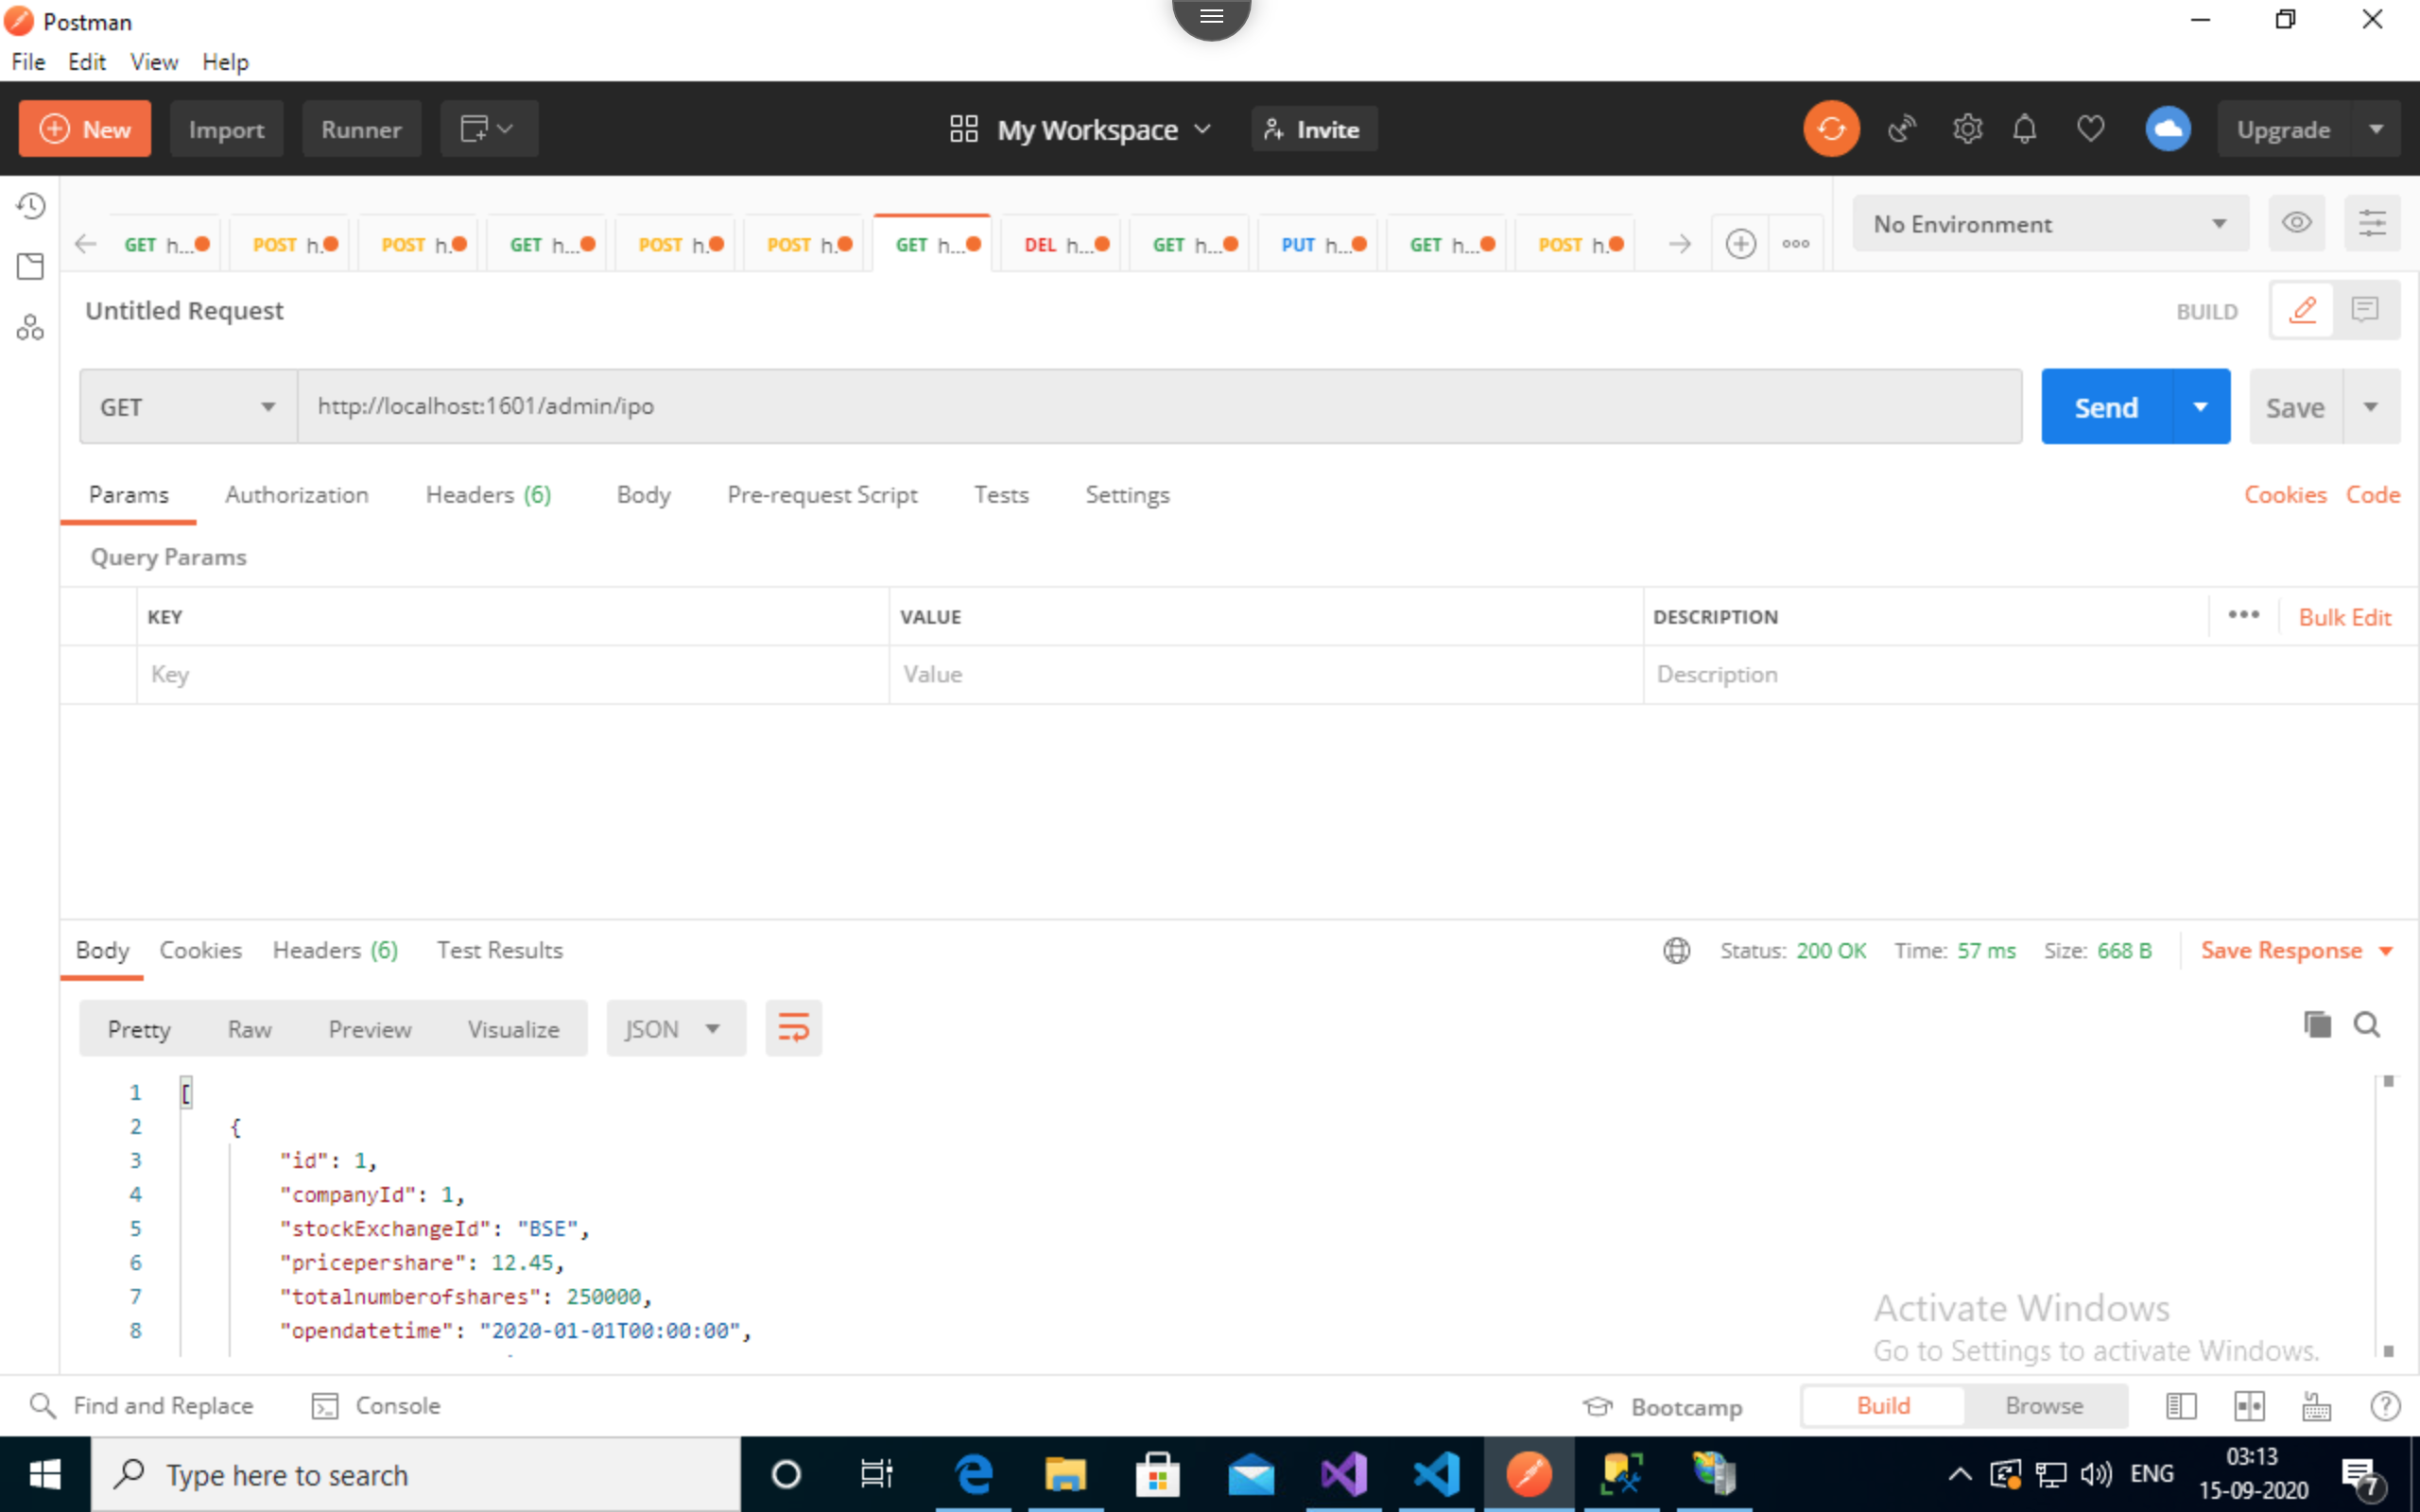 Postman
File Edit View Help
New Import Runner My Workspace Invite Upgrade
GET h... POST h. POST h. GET h... POST h. POST h. GET h... DEL h... GET h... PUT h... GET h... POST h. No Environment
Untitled Request BUILD
GET http://localhost:1601/admin/ipo Send Save
Params Authorization Headers (6) Body Pre-request Script Tests Settings Cookies Code
Query Params
KEY VALUE DESCRIPTION Bulk Edit
Key Value Description
Body Cookies Headers (6) Test Results Status: 200 OK Time: 57 ms Size: 668 B Save Response
Pretty Raw Preview Visualize JSON
1 [
2 {
3 "id": 1,
4 "companyId": 1,
5 "stockExchangeId": "BSE",
6 "pricepershare": 12.45,
7 "totalnumberofshares": 250000,
8 "opendatetime": "2020-01-01T00:00:00",
Activate Windows
Go to Settings to activate Windows.
Find and Replace Console Bootcamp Build Browse
Type here to search ENG 03:13
15-09-2020 7